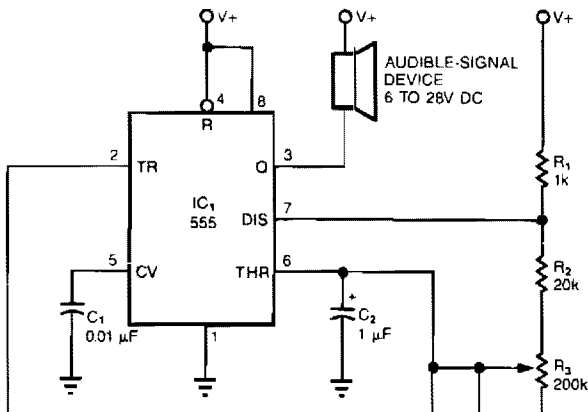 V+
V+
V+
AUDIBLE-SIGNAL
DEVICE
6 TO 28V DC
4
8
R
2
TR
Q
3
R1
1k
IC1
555
DIS
7
5
CV
THR
6
R2
20k
C1
0.01 µF
1
+
C2
1 µF
R3
200k